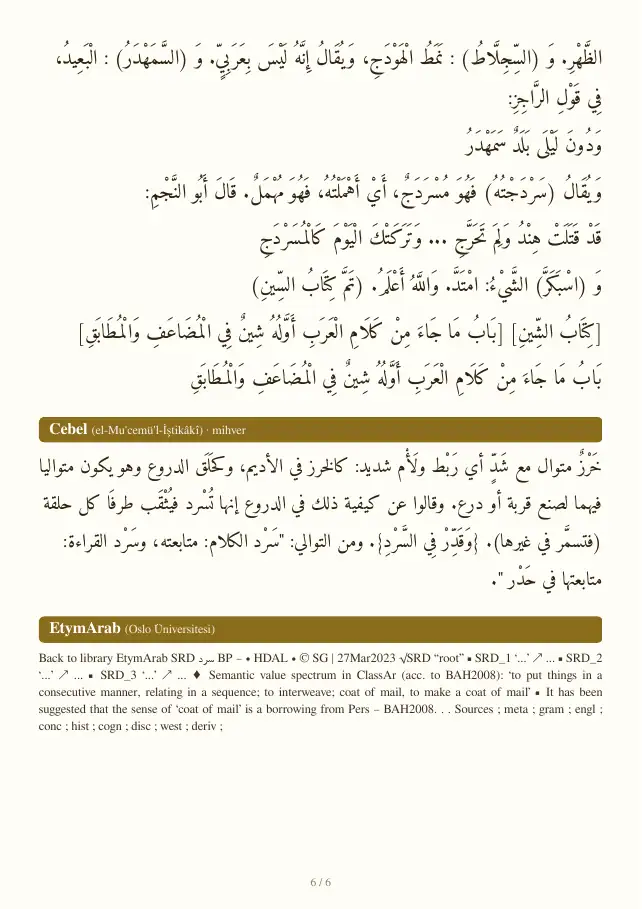 الظَّهْرِ. وَ (السِّجِلَّاطُ) : نَمَطُ الْهَوْدَجِ، وَيُقَالُ إِنَّهُ لَيْسَ بِعَرَبِيٍّ. وَ (السَّمَهْدَرُ) : الْبَعِيدُ،
فِي قَوْلِ الرَّاجِزِ:
وَدُونَ لَيْلَى بَلَدٌ سَمَهْدَرُ
وَيُقَالُ (سَرْدَجْتُهُ) فَهُوَ مُسْرَدَجٌ، أَيْ أَهْمَلْتُهُ، فَهُوَ مُهْمَلٌ. قَالَ أَبُو النَّجْمِ:
قَدْ قَتَلَتْ هِنْدُ وَلَمْ تَحَرَّجِ ... وَتَرَكَتْكَ الْيَوْمَ كَالْمُسَرْدَجِ
وَ (اسْبَكَرَّ) الشَّيْءُ: امْتَدَّ. وَاللَّهُ أَعْلَمُ. (تَمَّ كِتَابُ السِّينِ)
[كِتَابُ الشِّينِ] [بَابُ مَا جَاءَ مِنْ كَلَامِ الْعَرَبِ أَوَّلُهُ شِينٌ فِي الْمُضَاعَفِ وَالْمُطَابَقِ]
بَابُ مَا جَاءَ مِنْ كَلَامِ الْعَرَبِ أَوَّلُهُ شِينٌ فِي الْمُضَاعَفِ وَالْمُطَابَقِ
Cebel (el-Mu'cemü'l-İştikâkî) · mihver
خَرْزٌ متوال مع شَدٍّ أي رَبْط ولَأْم شديد: كالخرز في الأديم، وكحَلَق الدروع وهو يكون متواليا
فيهما لصنع قربة أو درع. وقالوا عن كيفية ذلك في الدروع إنها تُسْرد فيُثْقَب طرفَا كل حلقة
(فتسمَّر في غيرها). {وَقَدِّرْ فِي السَّرْدِ}. ومن التوالي: "سَرْد الكلام: متابعته، وسَرْد القراءة:
متابعتها في حَدْر ".
EtymArab (Oslo Üniversitesi)
Back to library EtymArab SRD سرد BP – • HDAL • © SG | 27Mar2023 √SRD “root” ▪ SRD_1 ‘...’ ↗ ... ▪ SRD_2
‘...’ ↗ ... ▪ SRD_3 ‘...’ ↗ ... ♦ Semantic value spectrum in ClassAr (acc. to BAH2008): ‘to put things in a
consecutive manner, relating in a sequence; to interweave; coat of mail, to make a coat of mail’ ▪ It has been
suggested that the sense of ‘coat of mail’ is a borrowing from Pers – BAH2008. . . Sources ; meta ; gram ; engl ;
conc ; hist ; cogn ; disc ; west ; deriv ;
6 / 6